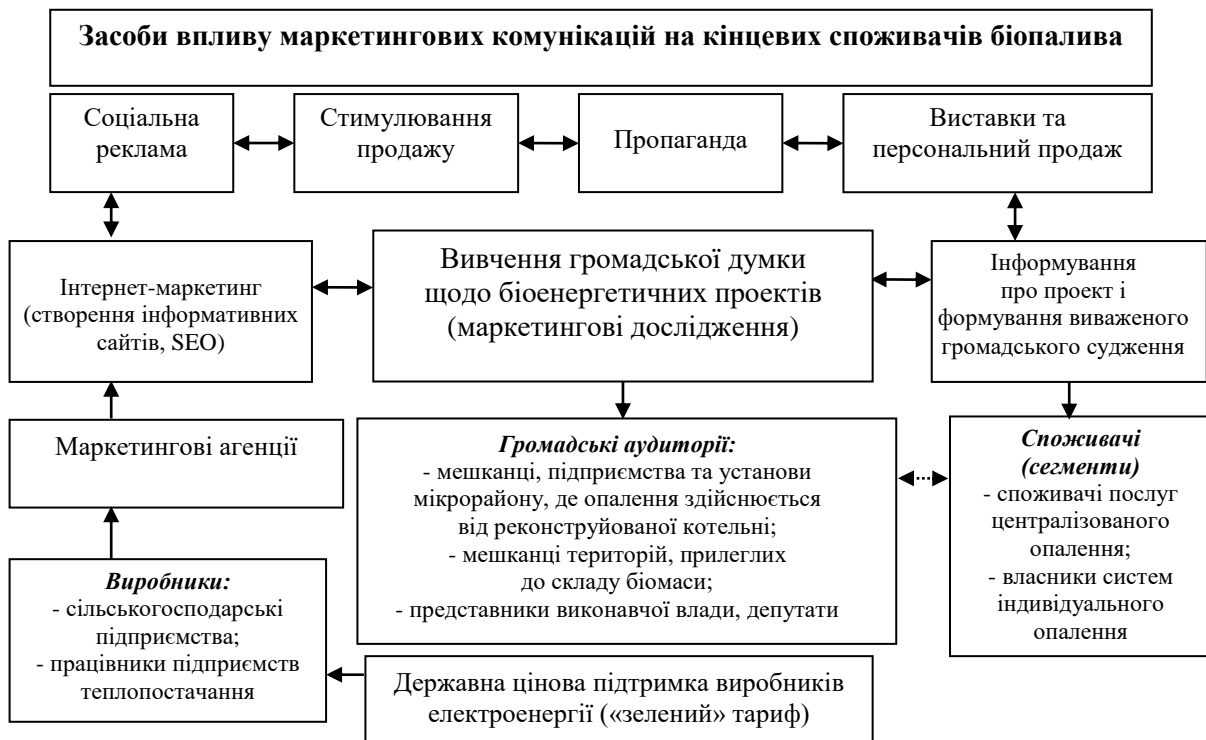 Засоби впливу маркетингових комунікацій на кінцевих споживачів біопалива
Соціальна
реклама
Стимулювання
продажу
Пропаганда
Виставки та
персональний продаж
Інтернет-маркетинг
(створення інформативних
сайтів, SEO)
Вивчення громадської думки
щодо біоенергетичних проектів
(маркетингові дослідження)
Інформування
про проект і
формування виваженого
громадського судження
Маркетингові агенції
Громадські аудиторії:
- мешканці, підприємства та установи
мікрорайону, де опалення здійснюється
від реконструйованої котельні;
- мешканці територій, прилеглих
до складу біомаси;
- представники виконавчої влади, депутати
Споживачі
(сегменти)
- споживачі послуг
централізованого
опалення;
- власники систем
індивідуального
опалення
Виробники:
- сільськогосподарські
підприємства;
- працівники підприємств
теплопостачання
Державна цінова підтримка виробників
електроенергії («зелений» тариф)